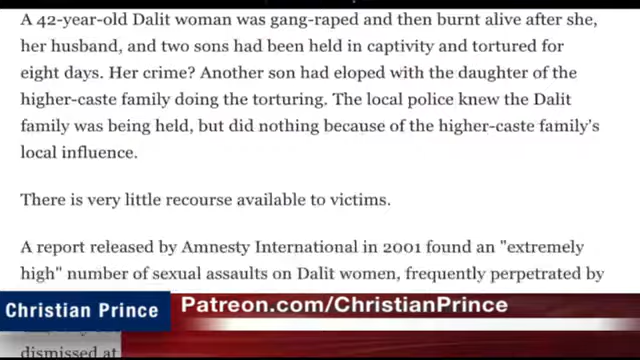 A 42-year-old Dalit woman was gang-raped and then burnt alive after she,
her husband, and two sons had been held in captivity and tortured for
eight days. Her crime? Another son had eloped with the daughter of the
higher-caste family doing the torturing. The local police knew the Dalit
family was being held, but did nothing because of the higher-caste family's
local influence.
There is very little recourse available to victims.
A report released by Amnesty International in 2001 found an "extremely
high" number of sexual assaults on Dalit women, frequently perpetrated by
Christian Prince
Patreon.com/ChristianPrince
dismissed at